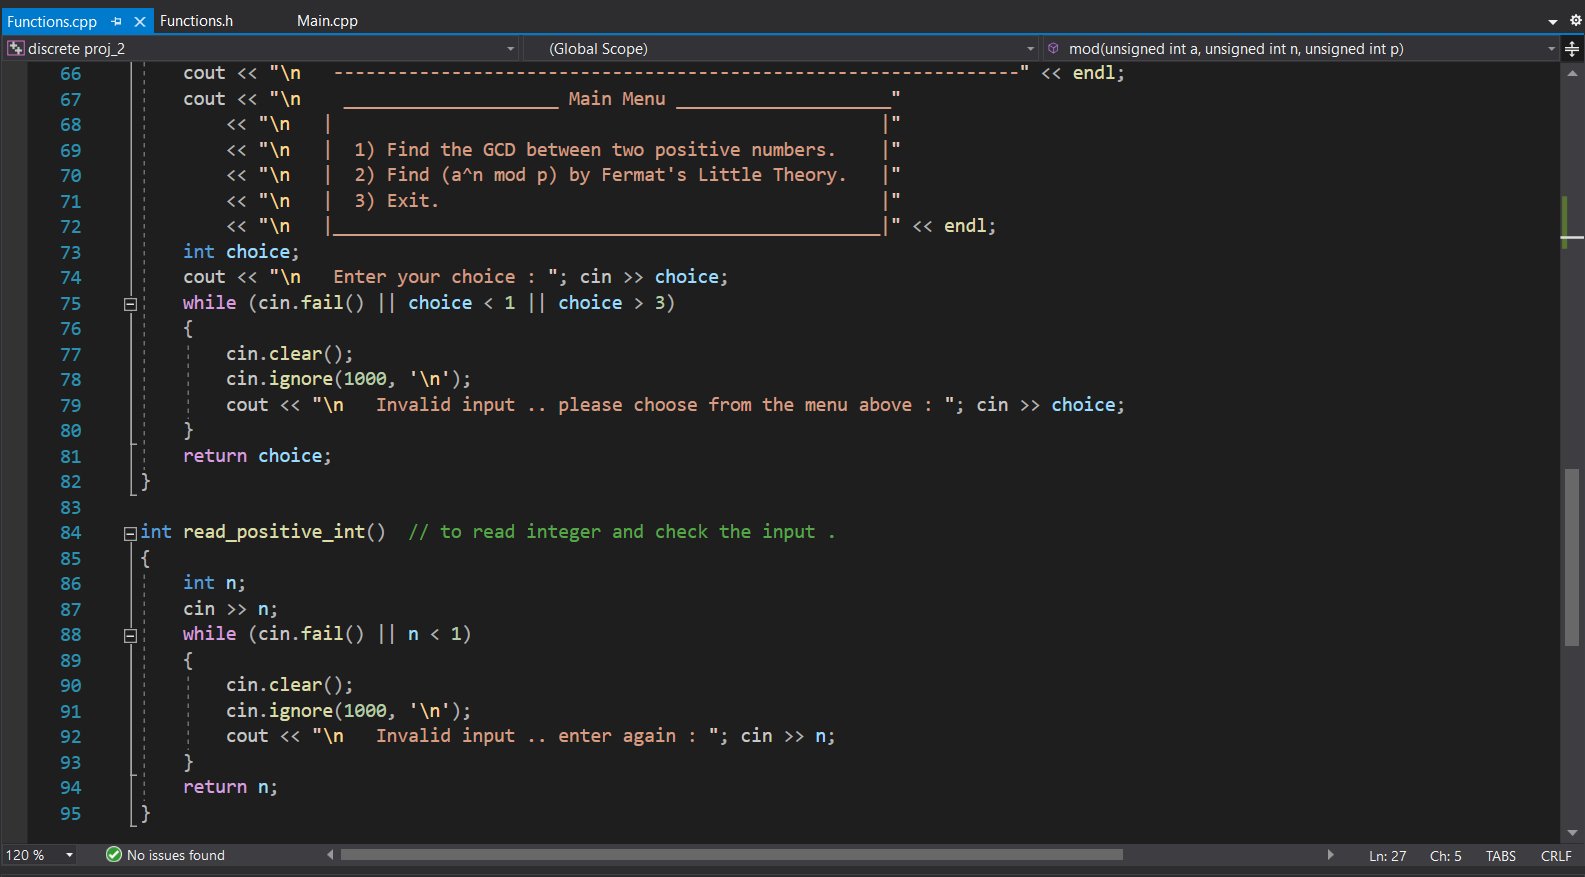 Functions.cpp Functions.h Main.cpp
discrete proj_2 (Global Scope) mod(unsigned int a, unsigned int n, unsigned int p)
66 cout << "\n   ----------------------------------------------------------------" << endl;
67 cout << "\n    ____________________ Main Menu ____________________"
68 << "\n   |                                                   |"
69 << "\n   |  1) Find the GCD between two positive numbers.    |"
70 << "\n   |  2) Find (a^n mod p) by Fermat's Little Theory.   |"
71 << "\n   |  3) Exit.                                         |"
72 << "\n   |___________________________________________________|" << endl;
73 int choice;
74 cout << "\n   Enter your choice : "; cin >> choice;
75 while (cin.fail() || choice < 1 || choice > 3)
76 {
77 cin.clear();
78 cin.ignore(1000, '\n');
79 cout << "\n   Invalid input .. please choose from the menu above : "; cin >> choice;
80 }
81 return choice;
82 }
83
84 int read_positive_int()  // to read integer and check the input .
85 {
86 int n;
87 cin >> n;
88 while (cin.fail() || n < 1)
89 {
90 cin.clear();
91 cin.ignore(1000, '\n');
92 cout << "\n   Invalid input .. enter again : "; cin >> n;
93 }
94 return n;
95 }
120 % No issues found Ln: 27 Ch: 5 TABS CRLF